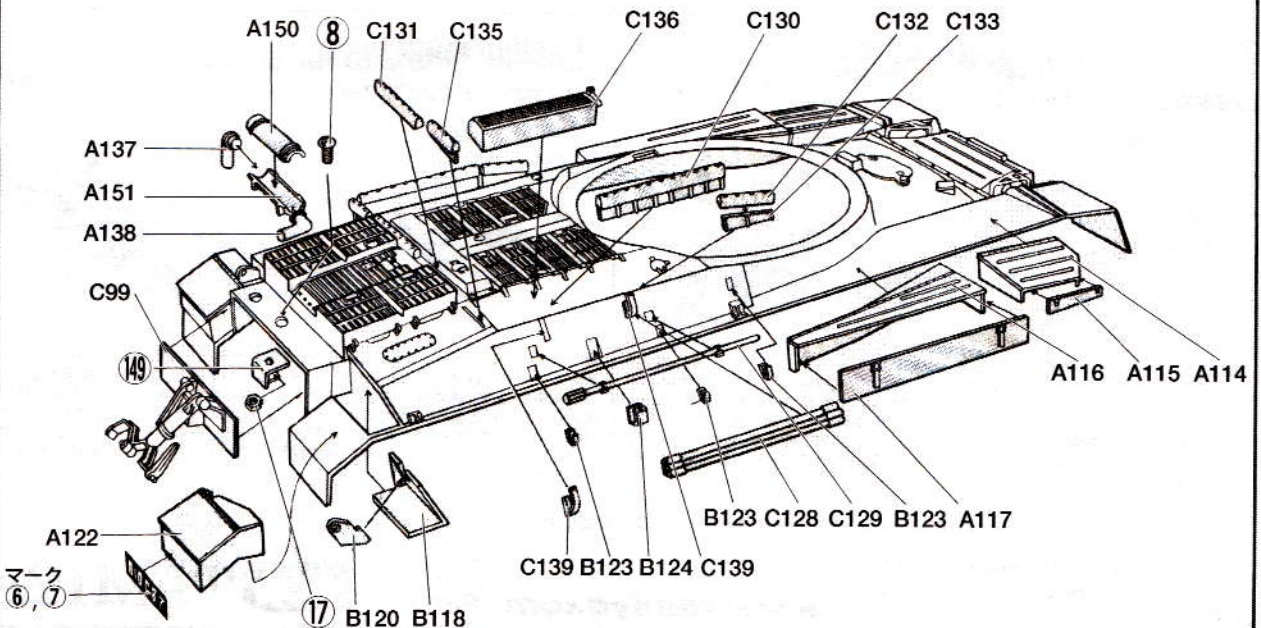 A150 ⑧ C131 C135 C136 C130 C132 C133
A137
A151
A138
C99
149
A116 A115 A114
B123 C128 C129 B123 A117
A122
C139 B123 B124 C139
マーク
⑥, ⑦
⑰ B120 B118